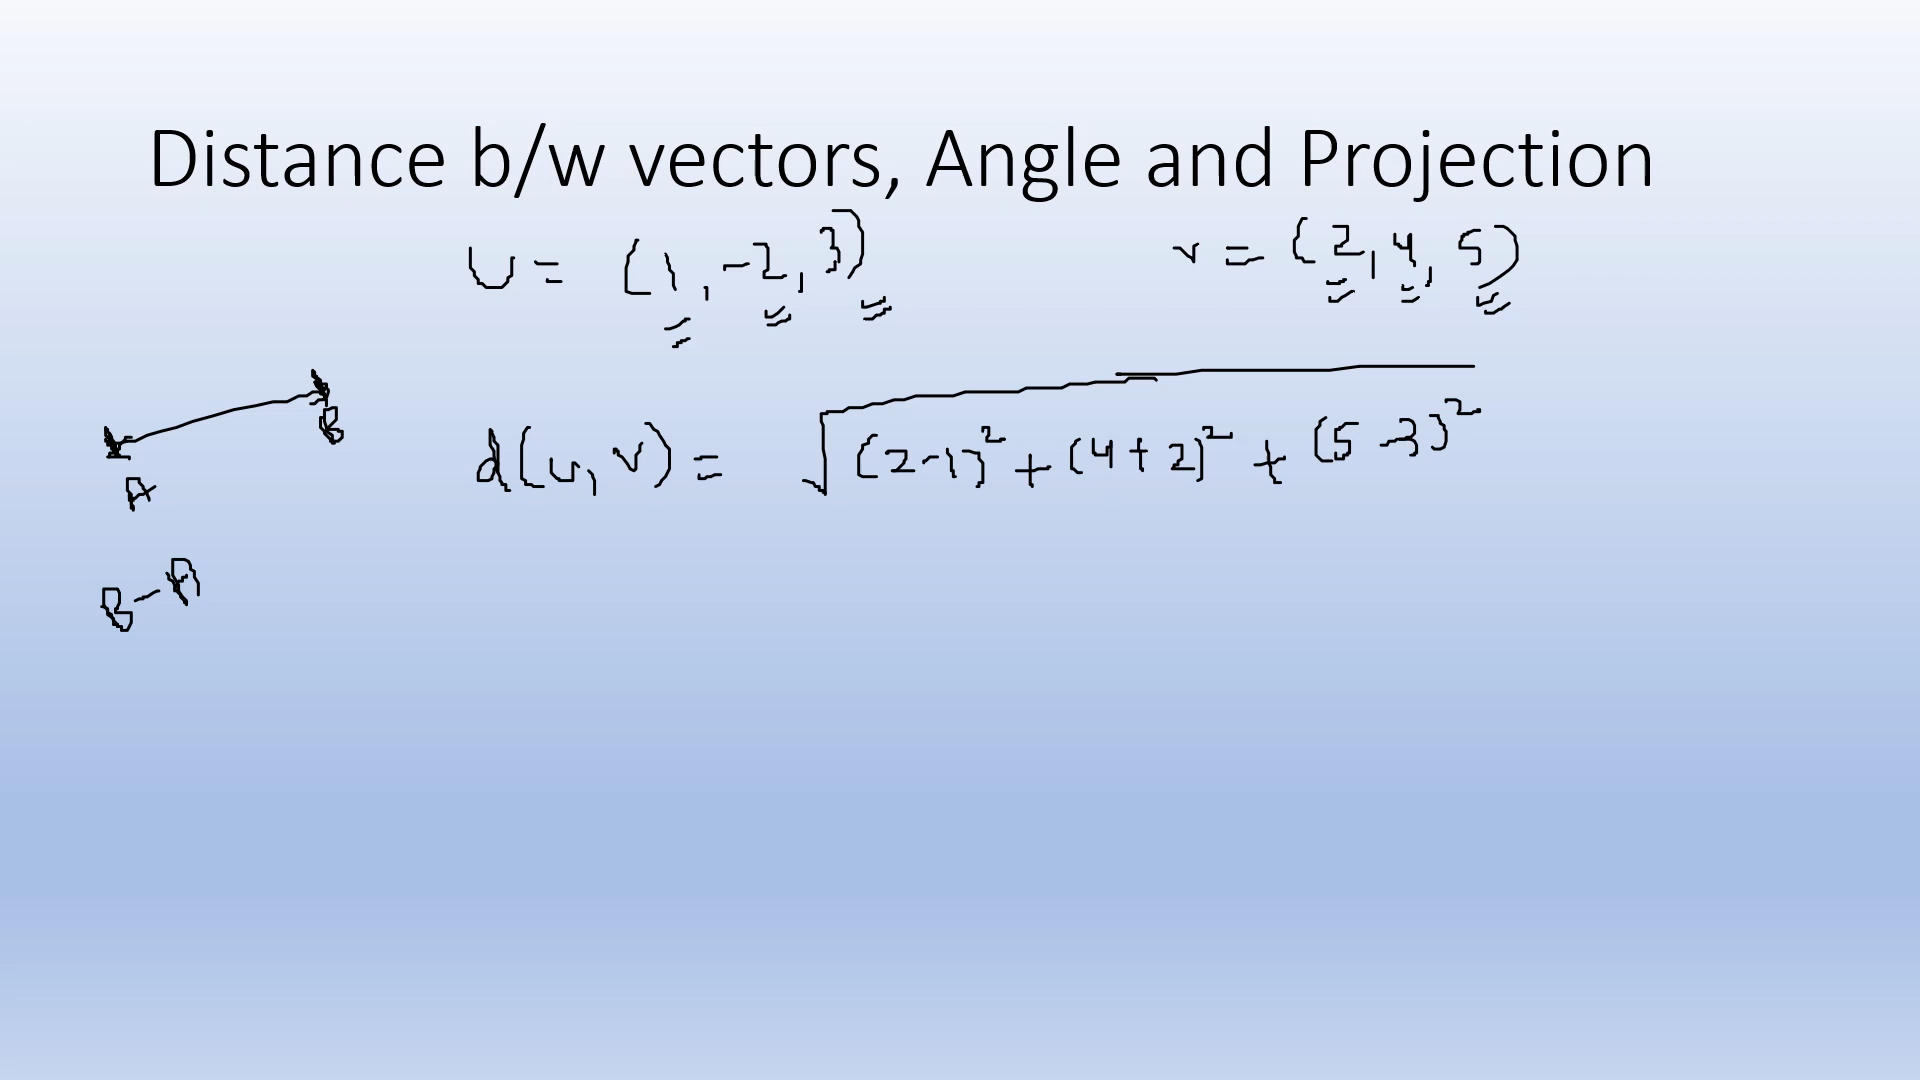 Distance b/w vectors, Angle and Projection
U = (1, -2, 3) v = (2, 4, 5)
A B
d(u, v) = √(2-1)² + (4+2)² + (5-3)²
B-A